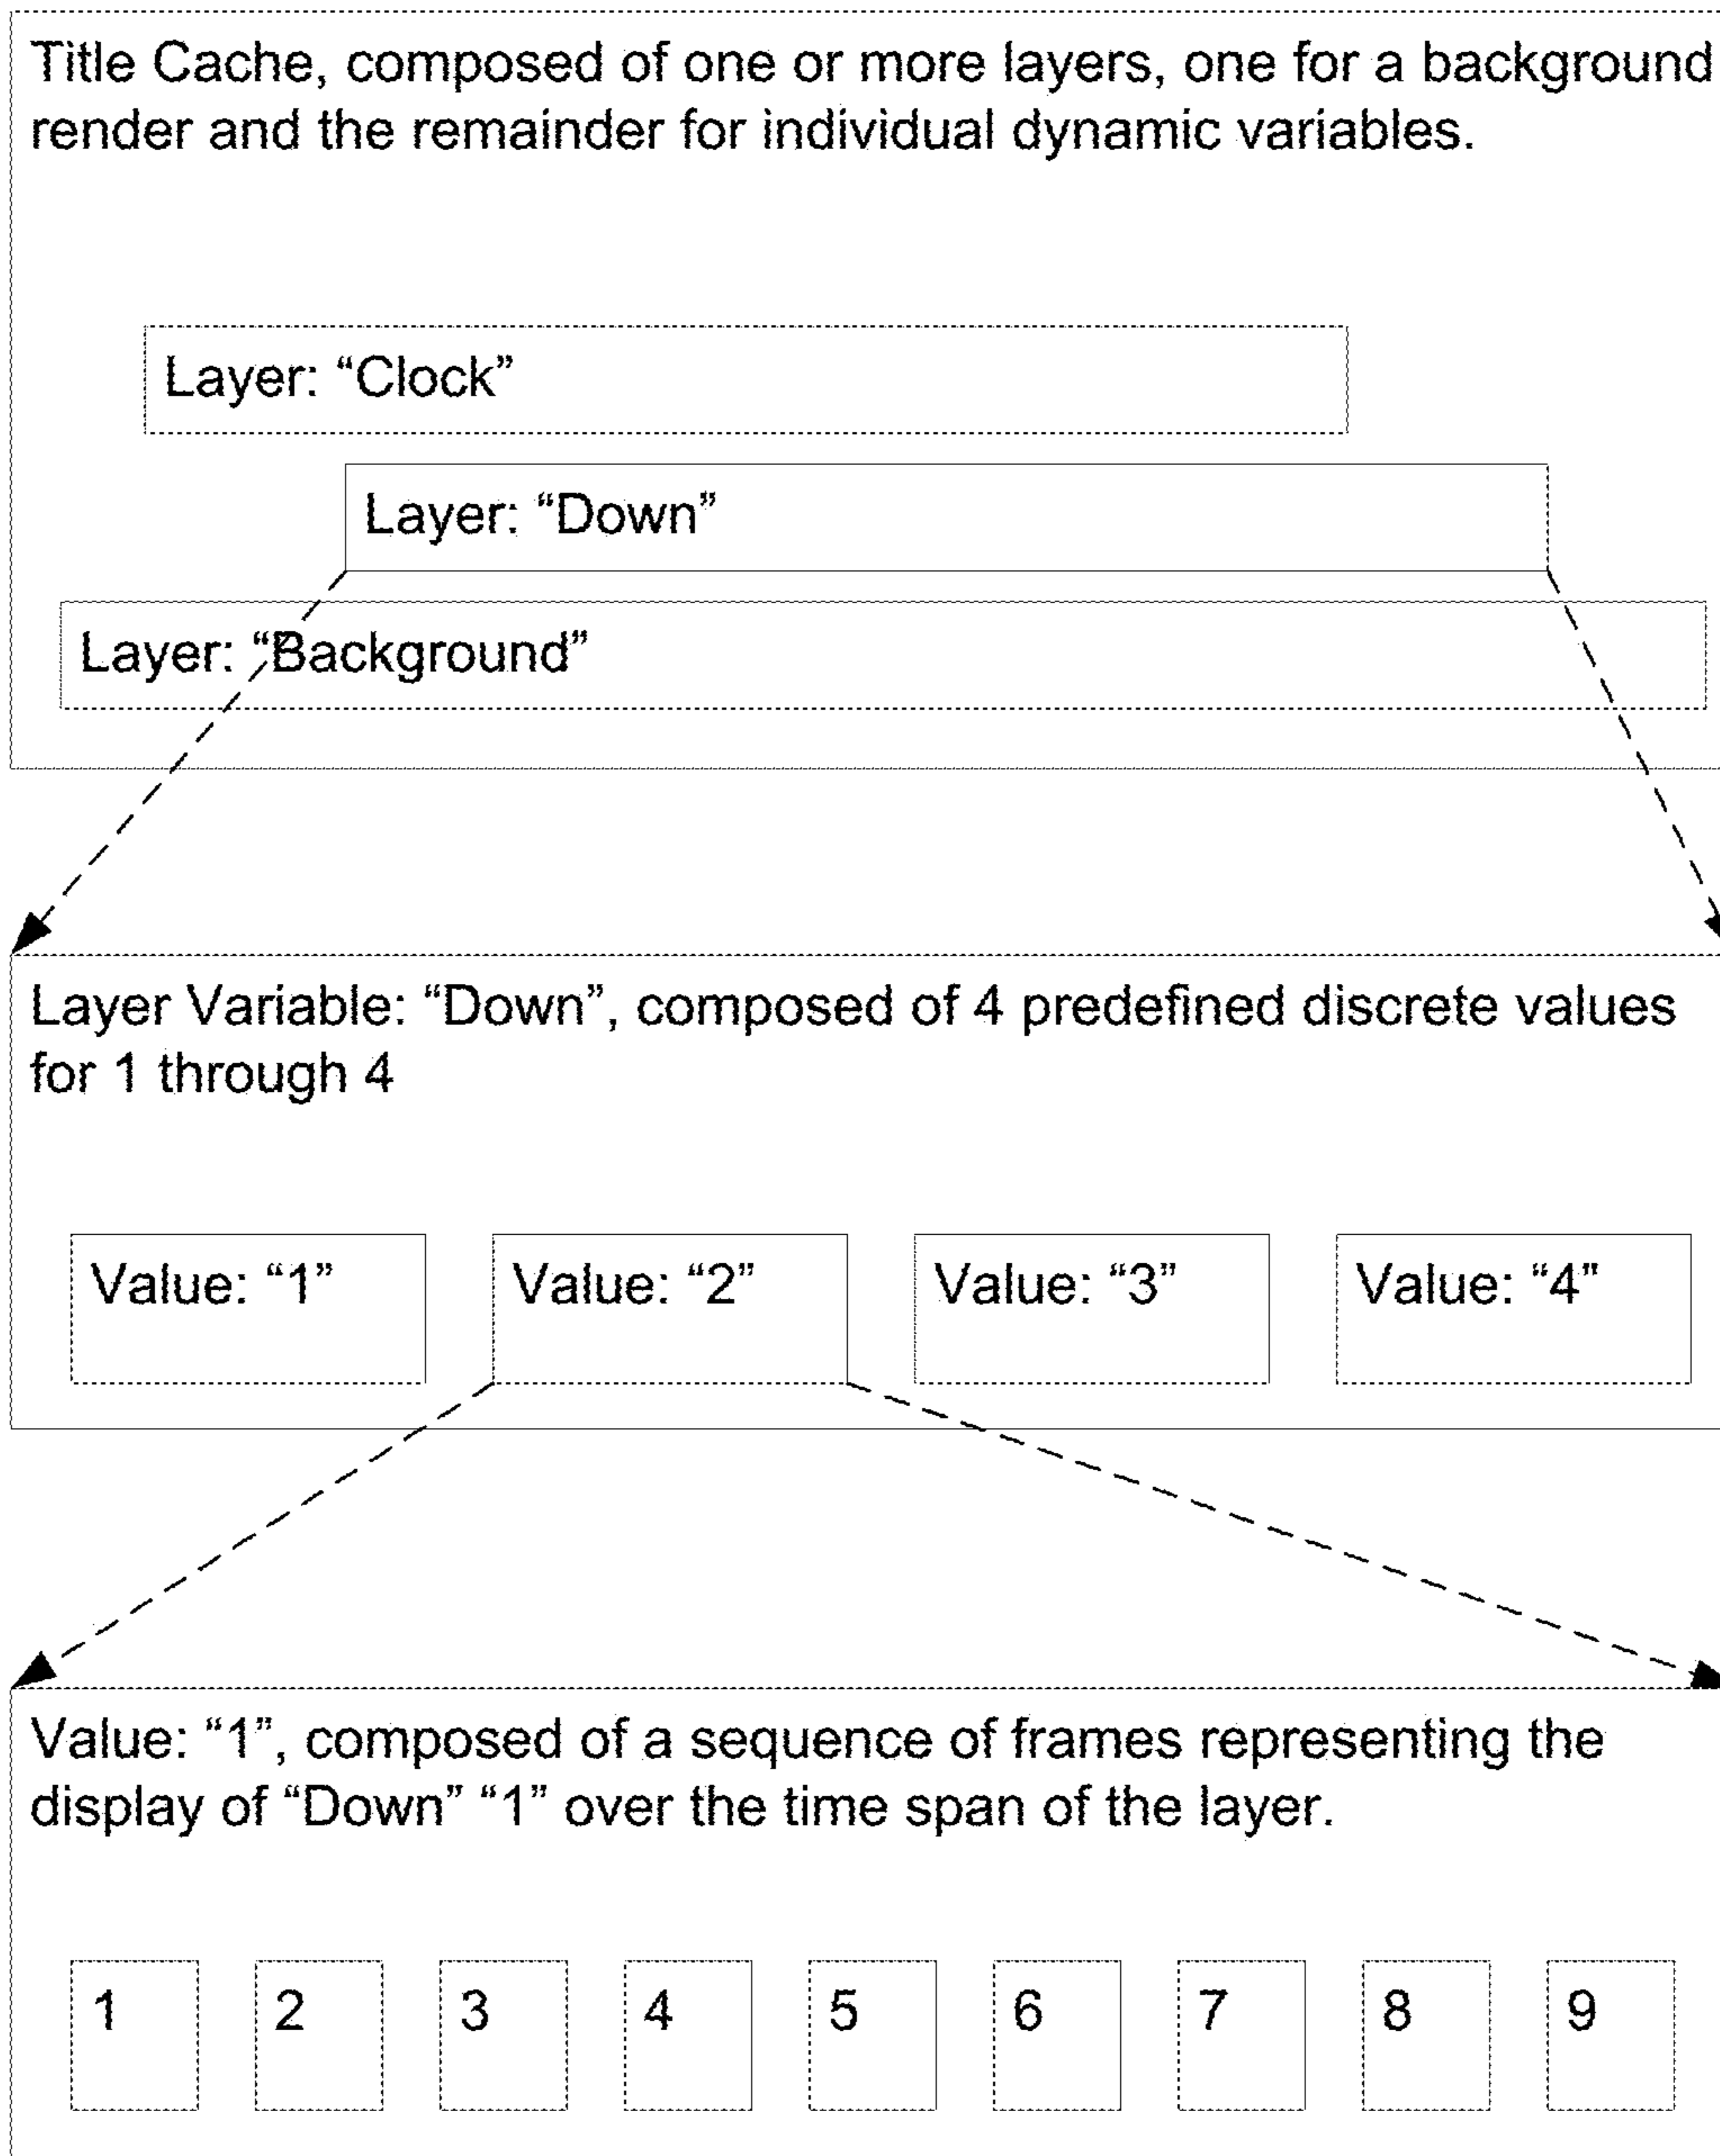 Title Cache, composed of one or more layers, one for a background
render and the remainder for individual dynamic variables.
Layer: “Clock”
Layer: “Down”
Layer: “Background”
Layer Variable: “Down”, composed of 4 predefined discrete values
for 1 through 4
Value: “1” Value: “2” Value: “3” Value: “4”
Value: “1”, composed of a sequence of frames representing the
display of “Down” “1” over the time span of the layer.
1 2 3 4 5 6 7 8 9